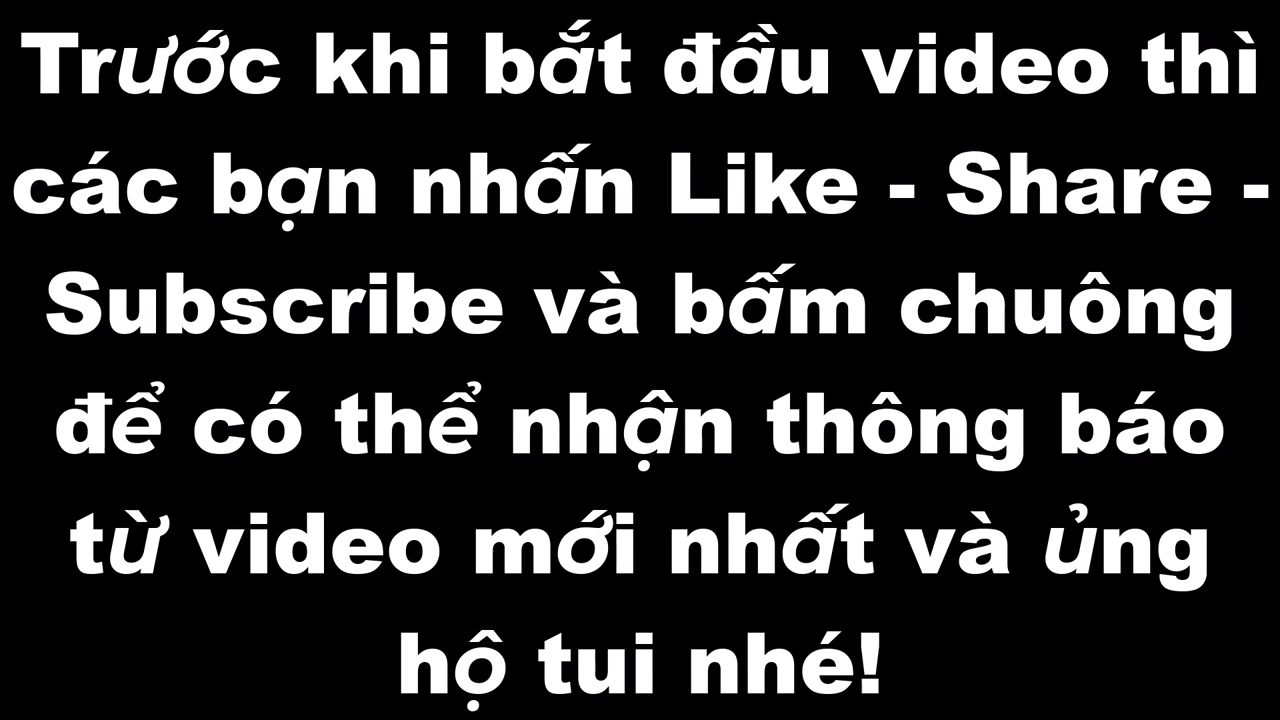 Trước khi bắt đầu video thì
các bạn nhấn Like - Share -
Subscribe và bấm chuông
để có thể nhận thông báo
từ video mới nhất và ủng
hộ tui nhé!